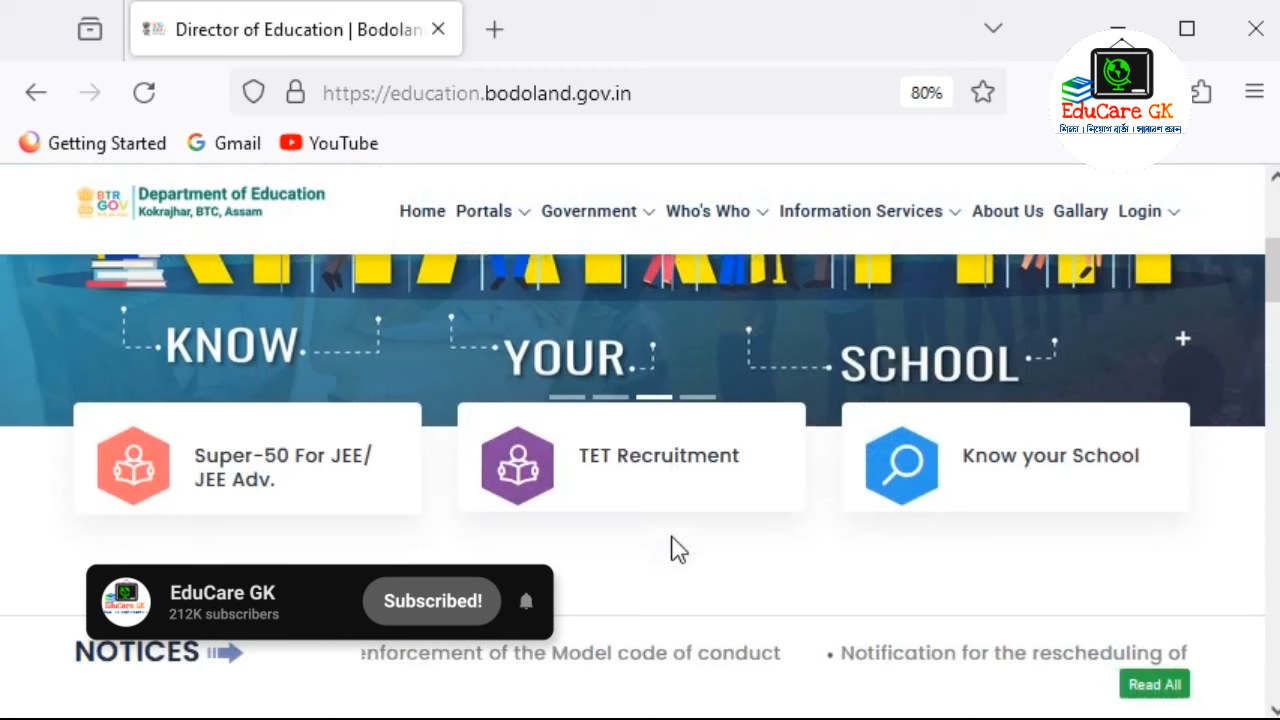 Director of Education | Bodolan
https://education.bodoland.gov.in
80%
EduCare GK
শিক্ষা । নিয়োগ বাৰ্তা । সাধাৰণ জ্ঞান
Getting Started
Gmail
YouTube
BTR
GOV
Department of Education
Kokrajhar, BTC, Assam
Home
Portals
Government
Who's Who
Information Services
About Us
Gallary
Login
KNOW
YOUR
SCHOOL
Super-50 For JEE/
JEE Adv.
TET Recruitment
Know your School
EduCare GK
212K subscribers
Subscribed!
NOTICES
enforcement of the Model code of conduct
• Notification for the rescheduling of
Read All